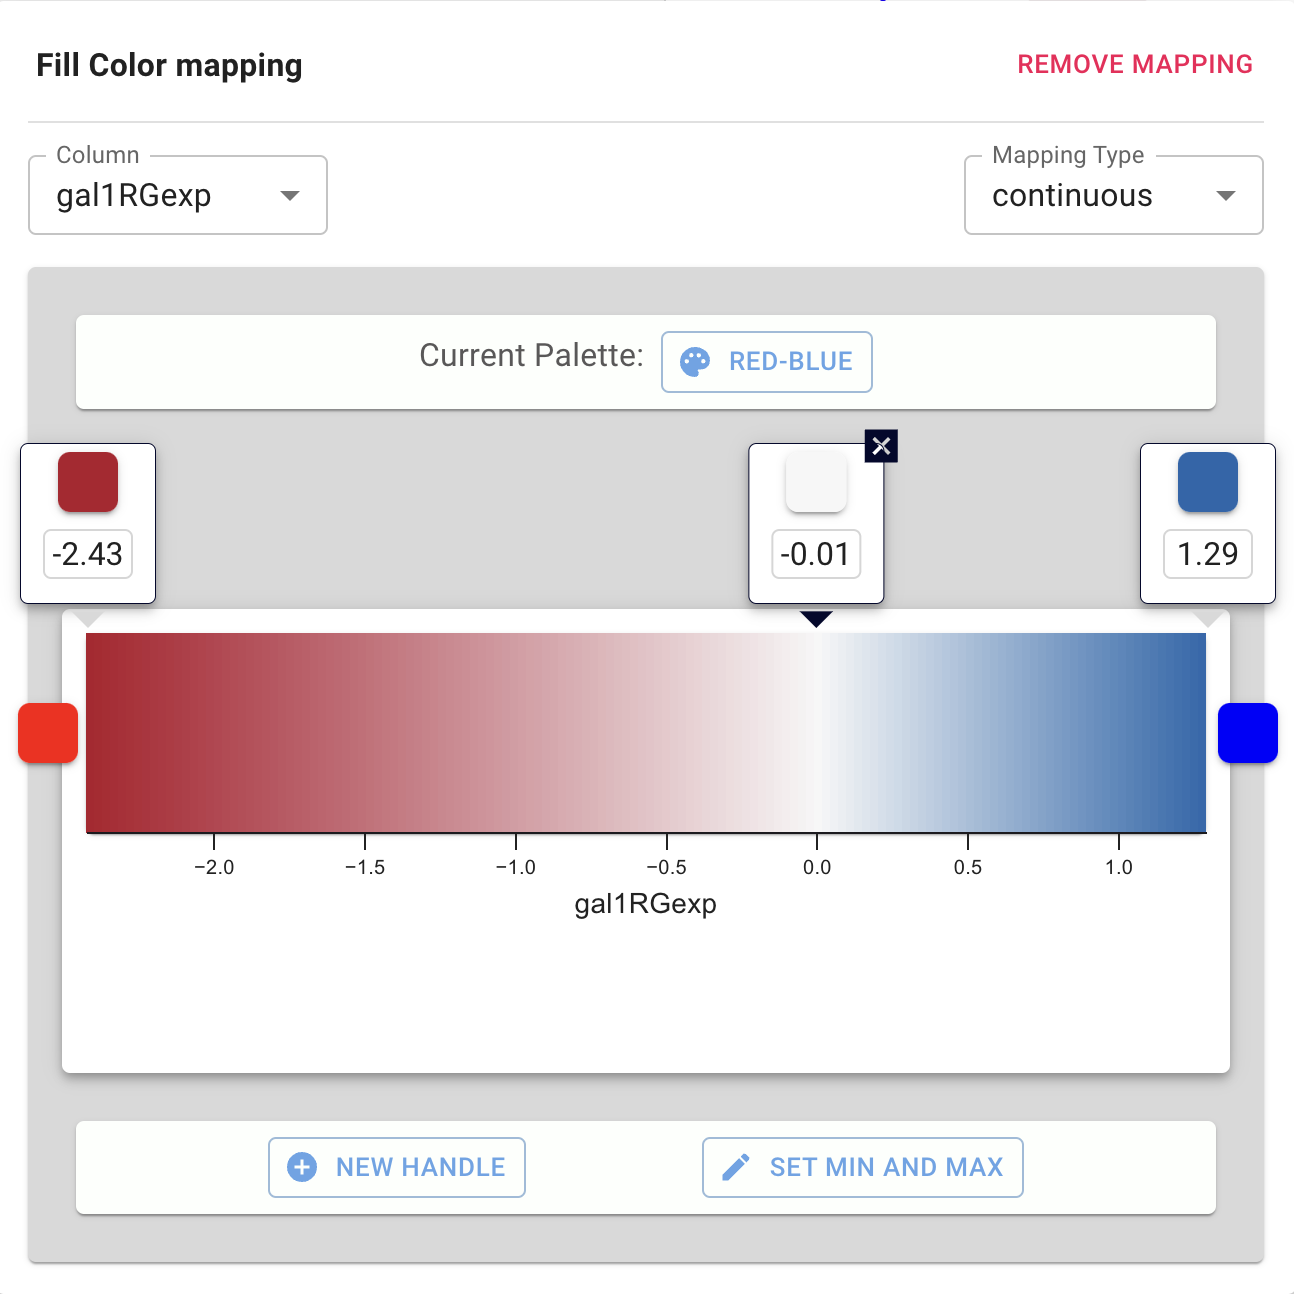 Fill Color mapping
REMOVE MAPPING
Column
gal1RGexp
Mapping Type
continuous
Current Palette:
RED-BLUE
-2.43
-0.01
1.29
−2.0
−1.5
−1.0
−0.5
0.0
0.5
1.0
gal1RGexp
NEW HANDLE
SET MIN AND MAX